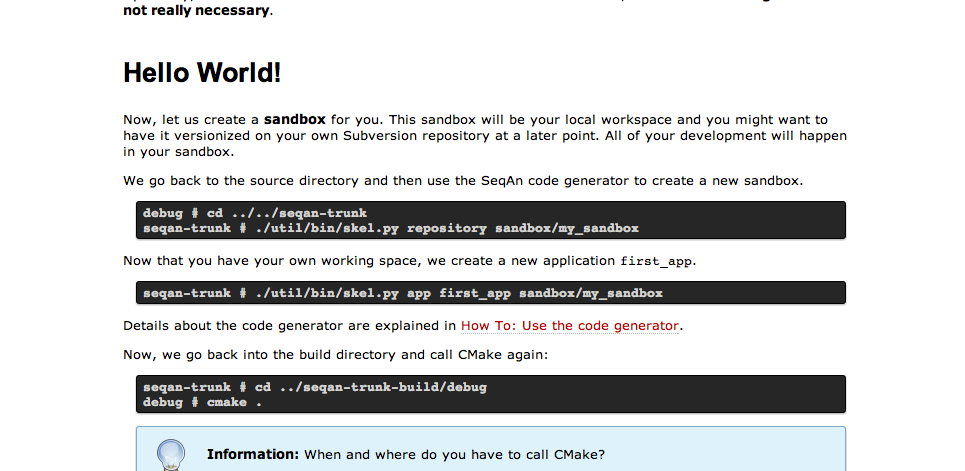 not really necessary.
Hello World!
Now, let us create a sandbox for you. This sandbox will be your local workspace and you might want to
have it versionized on your own Subversion repository at a later point. All of your development will happen
in your sandbox.
We go back to the source directory and then use the SeqAn code generator to create a new sandbox.
debug # cd ../../seqan-trunk
seqan-trunk # ./util/bin/skel.py repository sandbox/my_sandbox
Now that you have your own working space, we create a new application first_app.
seqan-trunk # ./util/bin/skel.py app first_app sandbox/my_sandbox
Details about the code generator are explained in How To: Use the code generator.
Now, we go back into the build directory and call CMake again:
seqan-trunk # cd ../seqan-trunk-build/debug
debug # cmake .
Information: When and where do you have to call CMake?